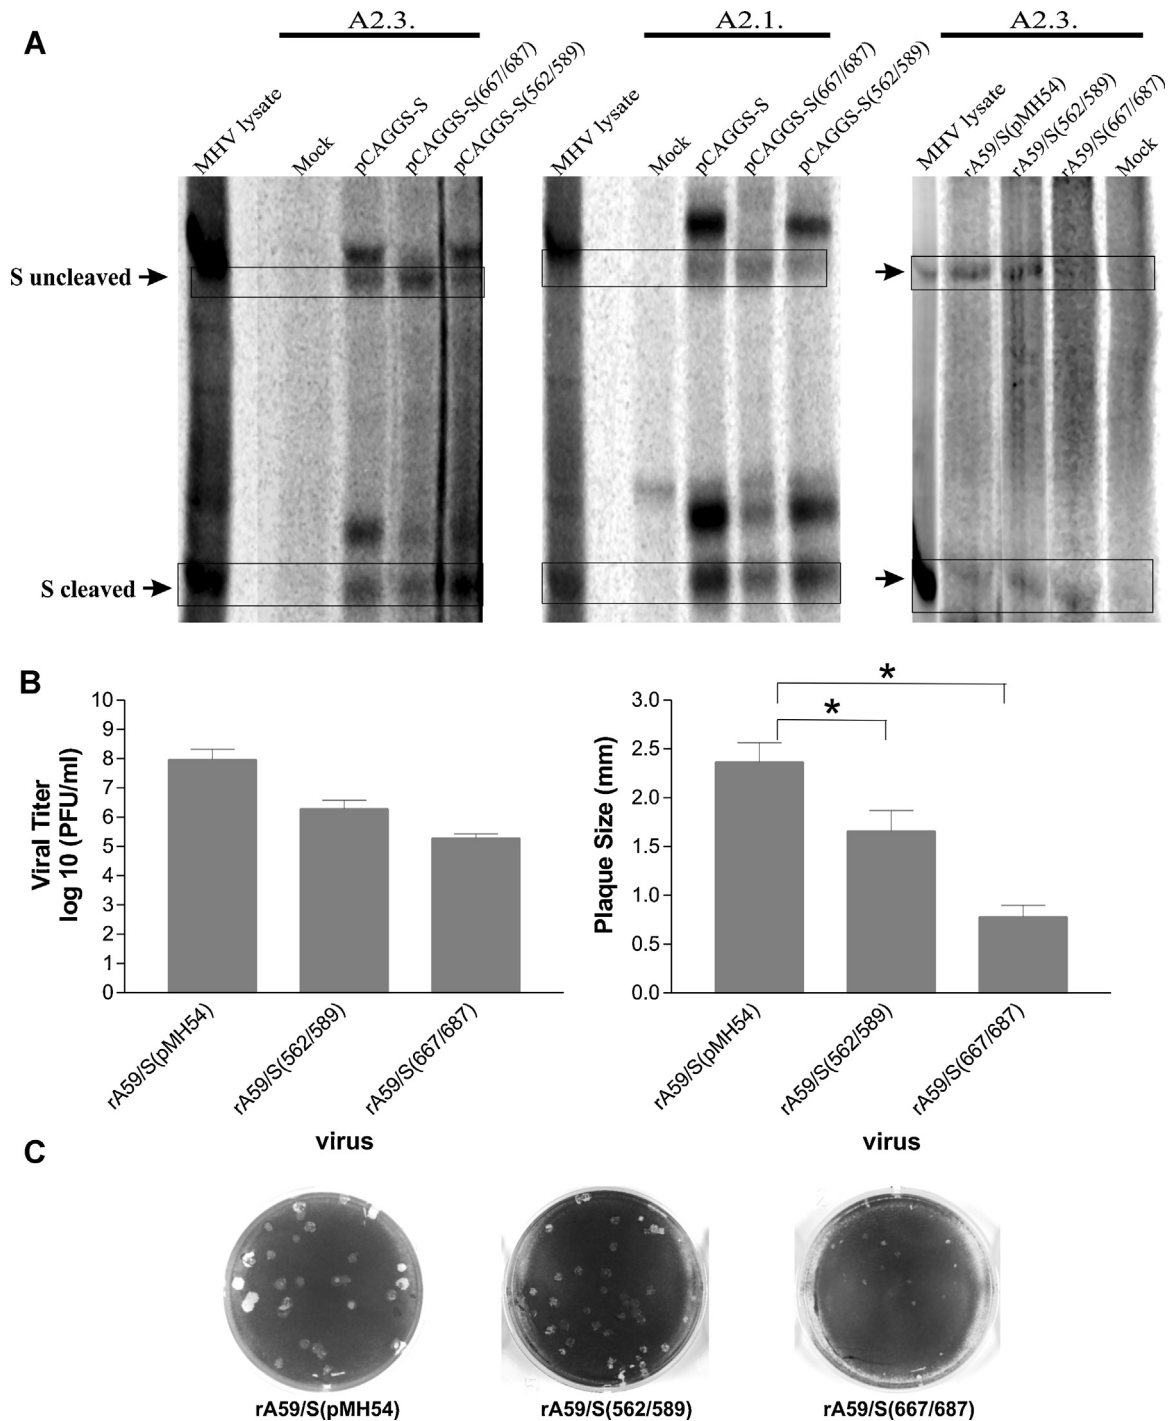 A
A2.3.
A2.1.
A2.3.
MHV lysate
Mock
pCAGGS-S
pCAGGS-S(667/687)
pCAGGS-S(562/589)
MHV lysate
Mock
pCAGGS-S
pCAGGS-S(667/687)
pCAGGS-S(562/589)
MHV lysate
rA59/S(pMH54)
rA59/S(562/589)
rA59/S(667/687)
Mock
S uncleaved
S cleaved
B
Viral Titer
log 10 (PFU/ml)
10
9
8
7
6
5
4
3
2
1
0
rA59/S(pMH54)
rA59/S(562/589)
rA59/S(667/687)
virus
Plaque Size (mm)
3.0
2.5
2.0
1.5
1.0
0.5
0.0
*
*
rA59/S(pMH54)
rA59/S(562/589)
rA59/S(667/687)
virus
C
rA59/S(pMH54)
rA59/S(562/589)
rA59/S(667/687)